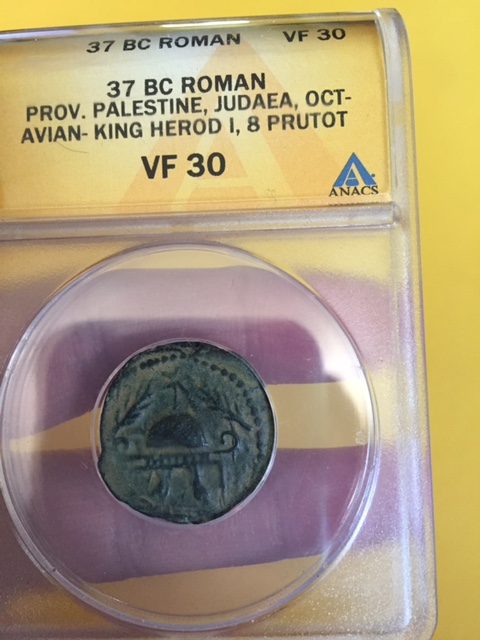 37 BC ROMAN VF 30
37 BC ROMAN
PROV. PALESTINE, JUDAEA, OCT-
AVIAN- KING HEROD I, 8 PRUTOT
VF 30
ANACS